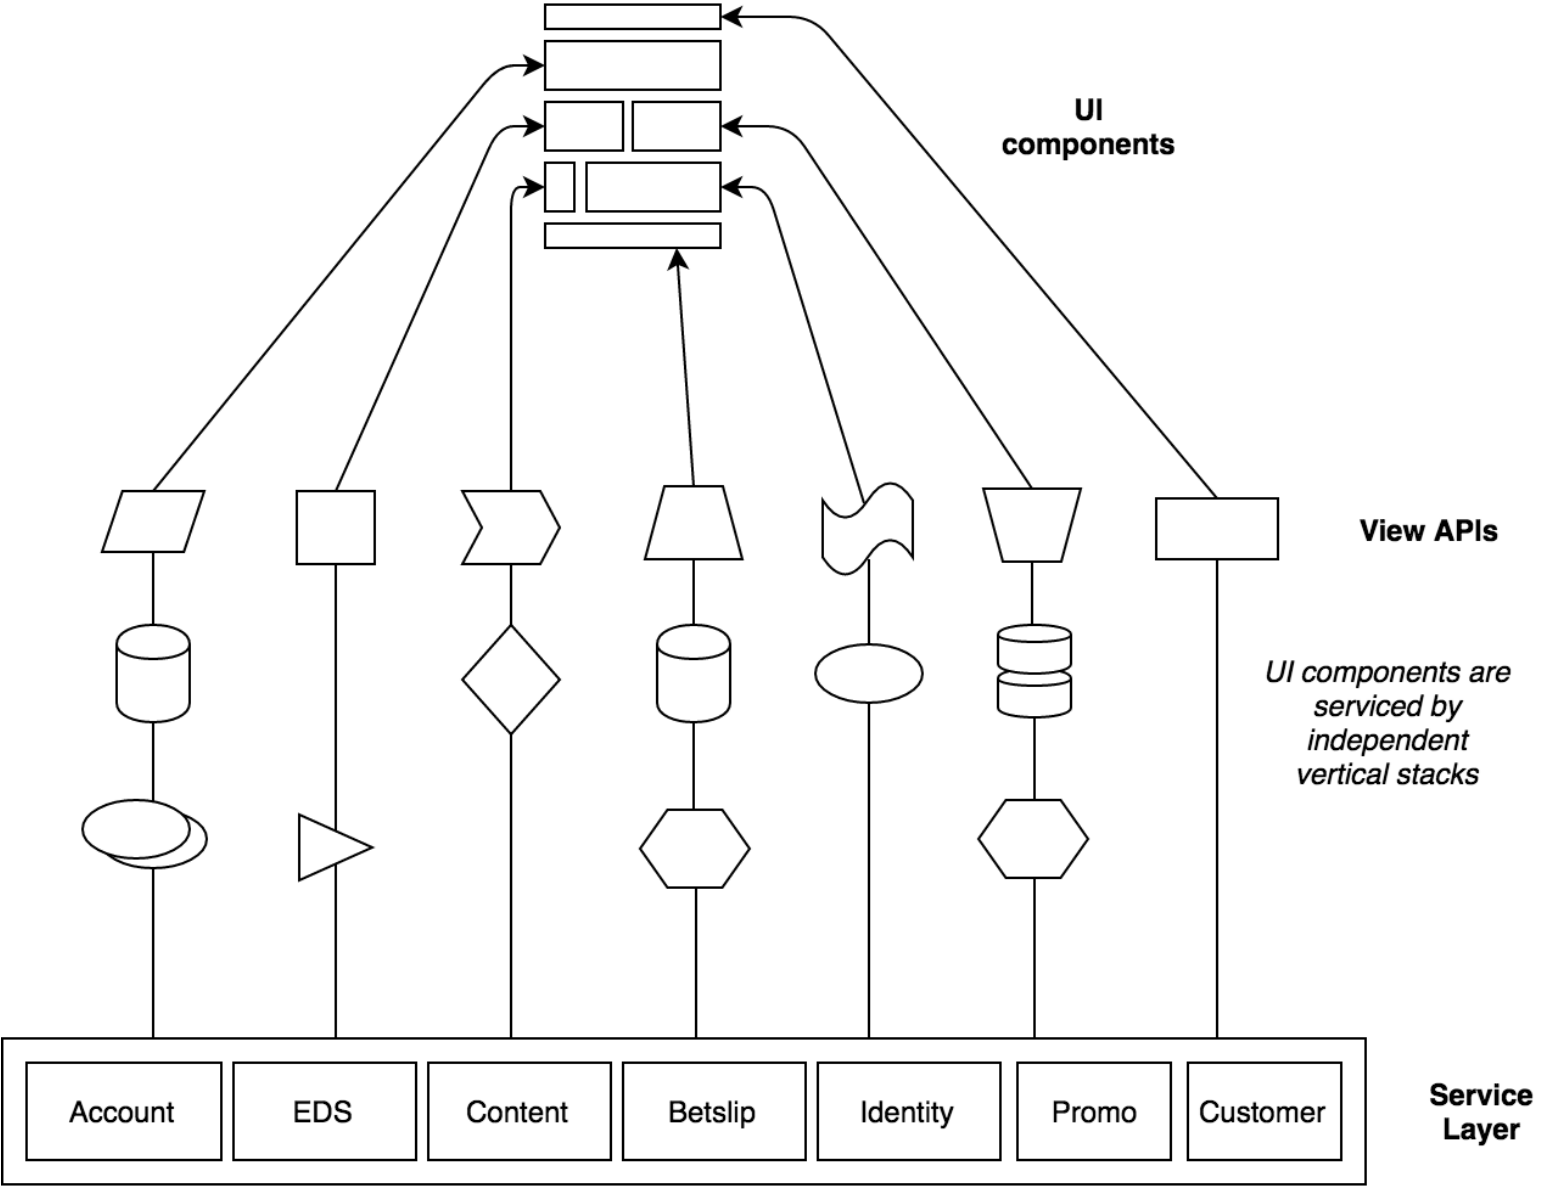 UI
components
View APIs
UI components are
serviced by
independent
vertical stacks
Account
EDS
Content
Betslip
Identity
Promo
Customer
Service
Layer